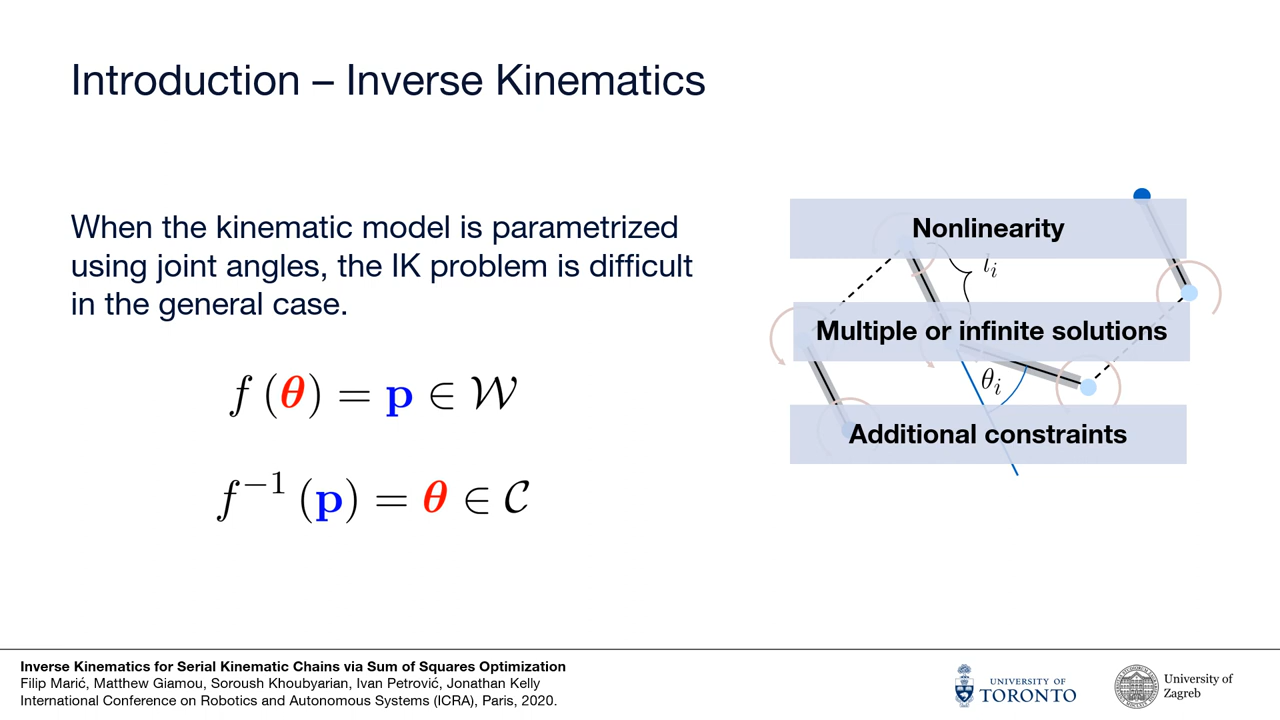 Introduction – Inverse Kinematics
When the kinematic model is parametrized
using joint angles, the IK problem is difficult
in the general case.
f (θ) = p ∈ 𝒲
f⁻¹ (p) = θ ∈ 𝒞
Nonlinearity
Multiple or infinite solutions
θᵢ
Additional constraints
Inverse Kinematics for Serial Kinematic Chains via Sum of Squares Optimization
Filip Marić, Matthew Giamou, Soroush Khoubyarian, Ivan Petrović, Jonathan Kelly
International Conference on Robotics and Autonomous Systems (ICRA), Paris, 2020.
UNIVERSITY OF
TORONTO
University of
Zagreb